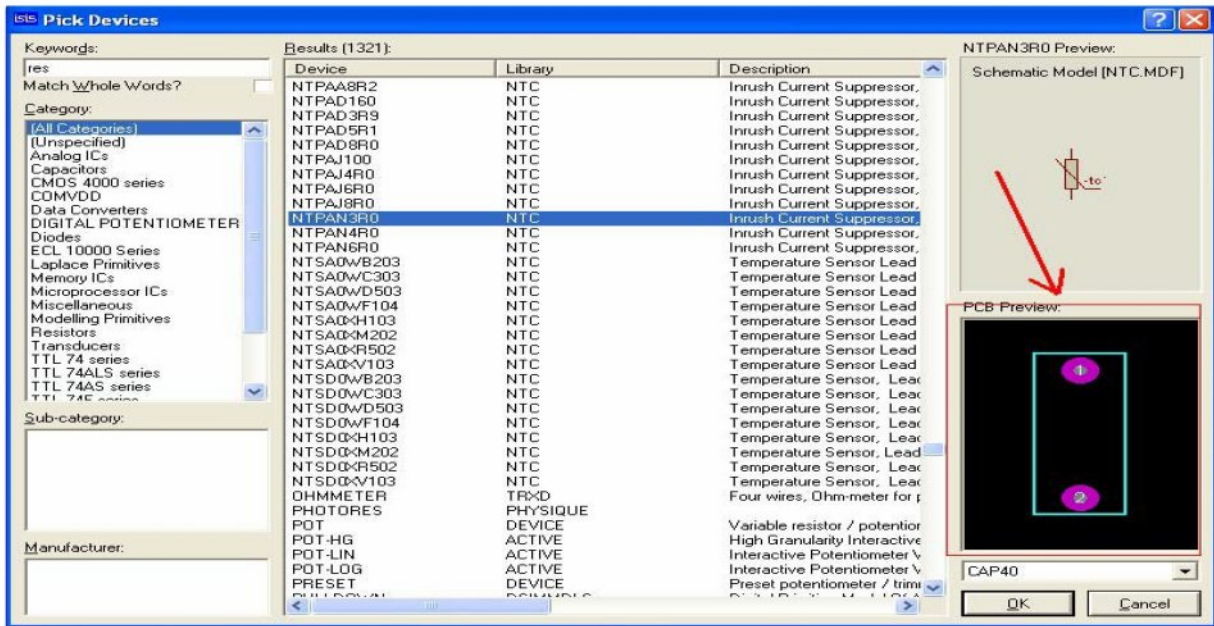 ISIS Pick Devices
Keywords:
res
Match Whole Words?
Category:
(All Categories)
(Unspecified)
Analog ICs
Capacitors
CMOS 4000 series
COMVDD
Data Converters
DIGITAL POTENTIOMETER
Diodes
ECL 10000 Series
Laplace Primitives
Memory ICs
Microprocessor ICs
Miscellaneous
Modelling Primitives
Resistors
Transducers
TTL 74 series
TTL 74ALS series
TTL 74AS series
Sub-category:
Manufacturer:
Results (1321):
Device Library Description
NTPAA8R2 NTC Inrush Current Suppressor,
NTPAD160 NTC Inrush Current Suppressor,
NTPAD3R9 NTC Inrush Current Suppressor,
NTPAD5R1 NTC Inrush Current Suppressor,
NTPAD8R0 NTC Inrush Current Suppressor,
NTPAJ100 NTC Inrush Current Suppressor,
NTPAJ4R0 NTC Inrush Current Suppressor,
NTPAJ6R0 NTC Inrush Current Suppressor,
NTPAJ8R0 NTC Inrush Current Suppressor,
NTPAN3R0 NTC Inrush Current Suppressor,
NTPAN4R0 NTC Inrush Current Suppressor,
NTPAN6R0 NTC Inrush Current Suppressor,
NTSA0WB203 NTC Temperature Sensor Lead
NTSA0WC303 NTC Temperature Sensor Lead
NTSA0WD503 NTC Temperature Sensor Lead
NTSA0WF104 NTC Temperature Sensor Lead
NTSA0XH103 NTC Temperature Sensor Lead
NTSA0XM202 NTC Temperature Sensor Lead
NTSA0XR502 NTC Temperature Sensor Lead
NTSA0XV103 NTC Temperature Sensor Lead
NTSD0WB203 NTC Temperature Sensor, Lead
NTSD0WC303 NTC Temperature Sensor, Lead
NTSD0WD503 NTC Temperature Sensor, Lead
NTSD0WF104 NTC Temperature Sensor, Lead
NTSD0XH103 NTC Temperature Sensor, Lead
NTSD0XM202 NTC Temperature Sensor, Lead
NTSD0XR502 NTC Temperature Sensor, Lead
NTSD0XV103 NTC Temperature Sensor, Lead
OHMMETER TRXD Four wires, Ohm-meter for
PHOTORES PHYSIQUE
POT DEVICE Variable resistor / potention
POT-HG ACTIVE High Granularity Interactive
POT-LIN ACTIVE Interactive Potentiometer
POT-LOG ACTIVE Interactive Potentiometer
PRESET DEVICE Preset potentiometer / trimm
NTPAN3R0 Preview:
Schematic Model [NTC.MDF]
-tc°
PCB Preview:
1
2
CAP40
OK Cancel